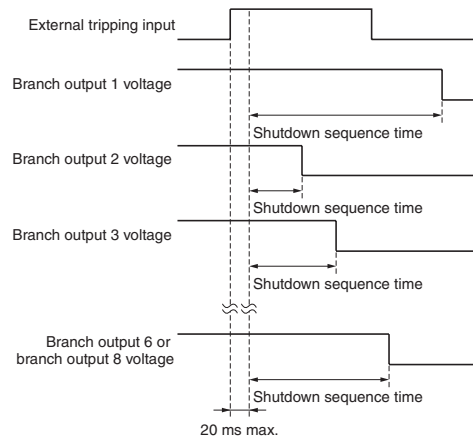 External tripping input
Branch output 1 voltage
Shutdown sequence time
Branch output 2 voltage
Shutdown sequence time
Branch output 3 voltage
Shutdown sequence time
Branch output 6 or
branch output 8 voltage
Shutdown sequence time
20 ms max.